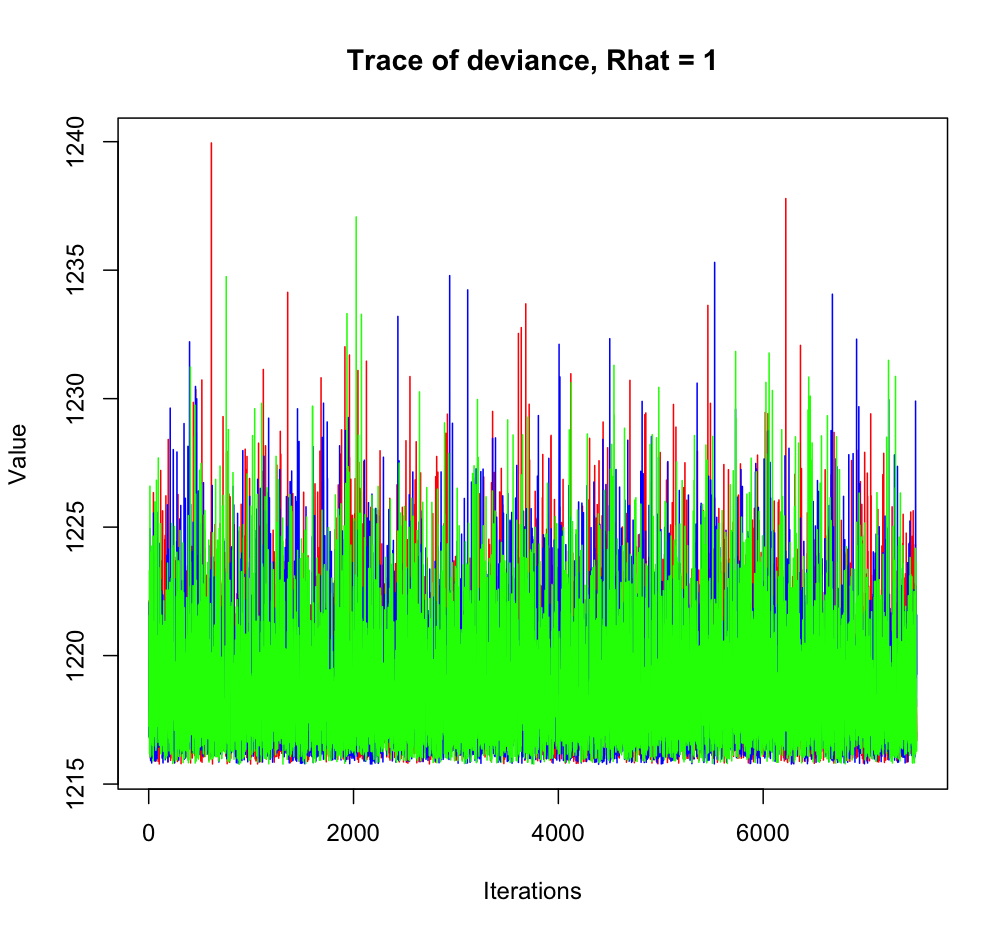 Trace of deviance, Rhat = 1
1240
1235
1230
1225
1220
1215
Value
0 2000 4000 6000
Iterations